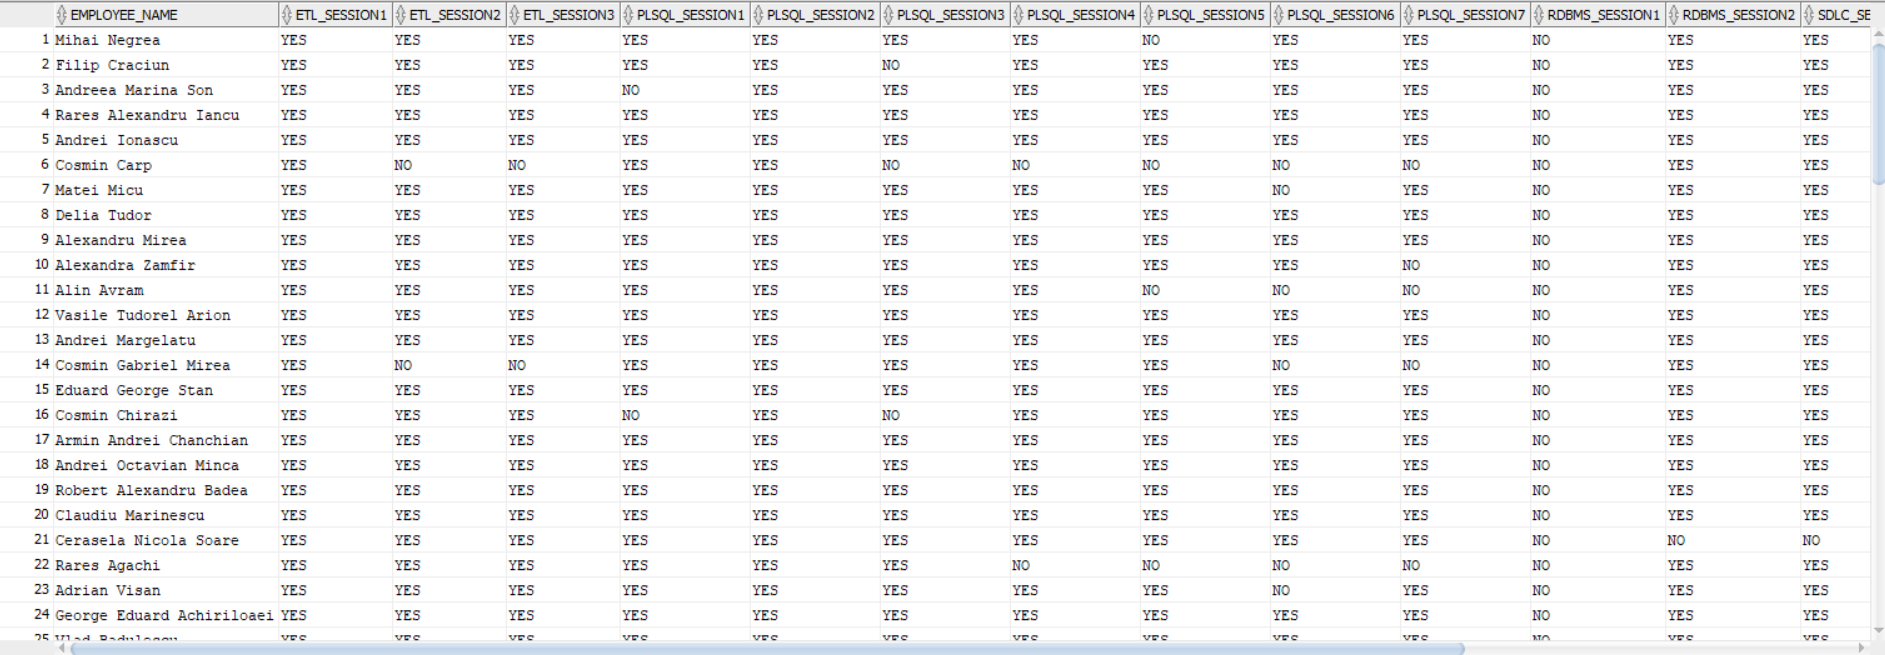 EMPLOYEE_NAME ETL_SESSION1 ETL_SESSION2 ETL_SESSION3 PLSQL_SESSION1 PLSQL_SESSION2 PLSQL_SESSION3 PLSQL_SESSION4 PLSQL_SESSION5 PLSQL_SESSION6 PLSQL_SESSION7 RDBMS_SESSION1 RDBMS_SESSION2 SDLC_SE
1 Mihai Negrea YES YES YES YES YES YES YES NO YES YES NO YES YES
2 Filip Craciun YES YES YES YES YES NO YES YES YES YES NO YES YES
3 Andreea Marina Son YES YES YES NO YES YES YES YES YES YES NO YES YES
4 Rares Alexandru Iancu YES YES YES YES YES YES YES YES YES YES NO YES YES
5 Andrei Ionascu YES YES YES YES YES YES YES YES YES YES NO YES YES
6 Cosmin Carp YES NO NO YES YES NO NO NO NO NO NO YES YES
7 Matei Micu YES YES YES YES YES YES YES YES NO YES NO YES YES
8 Delia Tudor YES YES YES YES YES YES YES YES YES YES NO YES YES
9 Alexandru Mirea YES YES YES YES YES YES YES YES YES YES NO YES YES
10 Alexandra Zamfir YES YES YES YES YES YES YES YES YES NO NO YES YES
11 Alin Avram YES YES YES YES YES YES YES NO NO NO NO YES YES
12 Vasile Tudorel Arion YES YES YES YES YES YES YES YES YES YES NO YES YES
13 Andrei Margelatu YES YES YES YES YES YES YES YES YES YES NO YES YES
14 Cosmin Gabriel Mirea YES NO NO YES YES YES YES YES NO NO NO YES YES
15 Eduard George Stan YES YES YES YES YES YES YES YES YES YES NO YES YES
16 Cosmin Chirazi YES YES YES NO YES NO YES YES YES YES NO YES YES
17 Armin Andrei Chanchian YES YES YES YES YES YES YES YES YES YES NO YES YES
18 Andrei Octavian Minca YES YES YES YES YES YES YES YES YES YES NO YES YES
19 Robert Alexandru Badea YES YES YES YES YES YES YES YES YES YES NO YES YES
20 Claudiu Marinescu YES YES YES YES YES YES YES YES YES YES NO YES YES
21 Cerasela Nicola Soare YES YES YES YES YES YES YES YES YES YES NO NO NO
22 Rares Agachi YES YES YES YES YES YES NO NO NO NO NO YES YES
23 Adrian Visan YES YES YES YES YES YES YES YES NO YES NO YES YES
24 George Eduard Achiriloaei YES YES YES YES YES YES YES YES YES YES NO YES YES
25 Vlad Radulescu YES YES YES YES YES YES YES YES YES YES NO YES YES